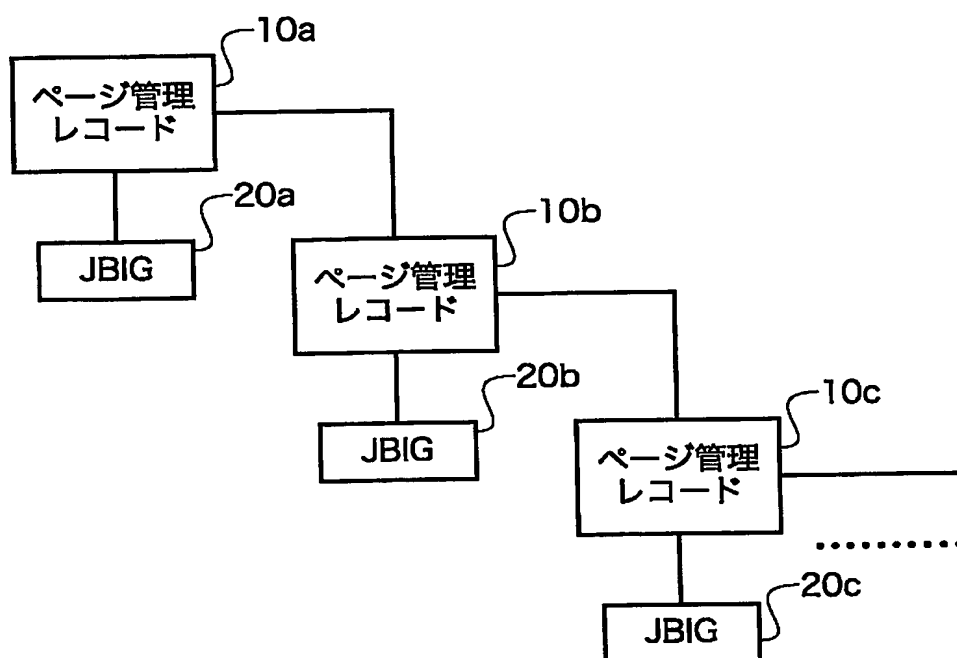 10a
ページ管理
レコード
20a
JBIG
10b
ページ管理
レコード
20b
JBIG
10c
ページ管理
レコード
20c
JBIG